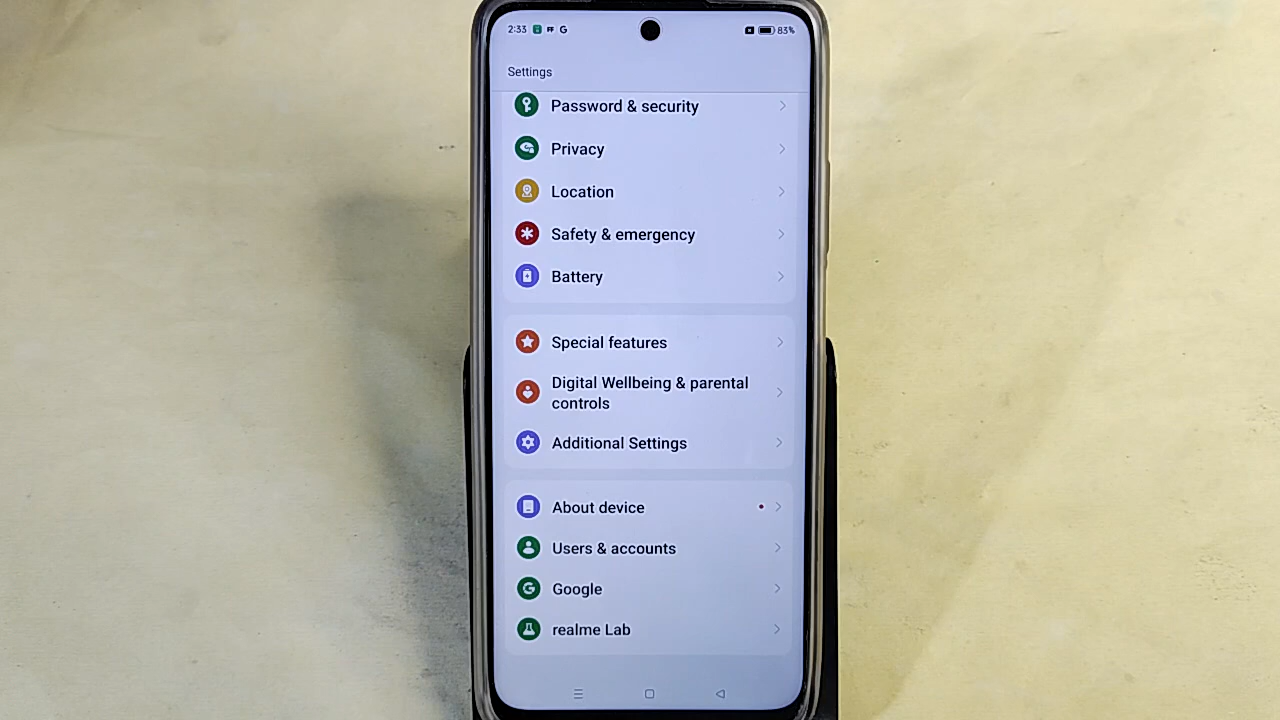 2:33 FF G 83%
Settings
Password & security
Privacy
Location
Safety & emergency
Battery
Special features
Digital Wellbeing & parental
controls
Additional Settings
About device
Users & accounts
Google
realme Lab